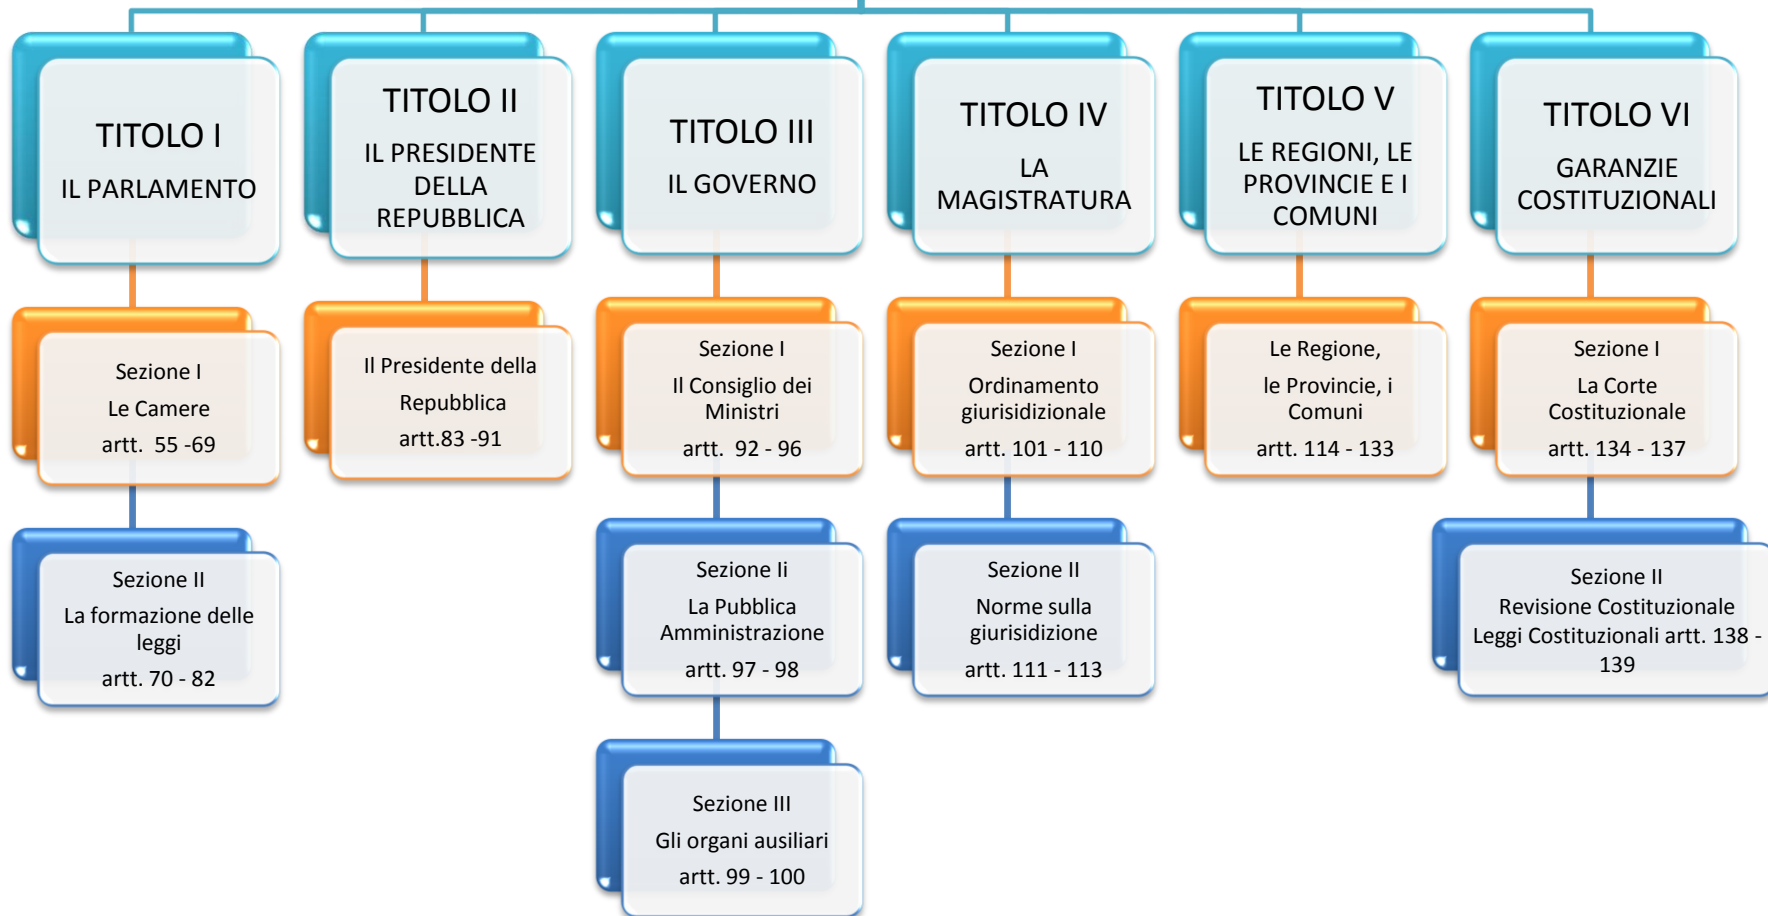 TITOLO I
IL PARLAMENTO
TITOLO II
IL PRESIDENTE
DELLA
REPUBBLICA
TITOLO III
IL GOVERNO
TITOLO IV
LA
MAGISTRATURA
TITOLO V
LE REGIONI, LE
PROVINCIE E I
COMUNI
TITOLO VI
GARANZIE
COSTITUZIONALI
Sezione I
Le Camere
artt. 55 -69
Il Presidente della
Repubblica
artt.83 -91
Sezione I
Il Consiglio dei
Ministri
artt. 92 - 96
Sezione I
Ordinamento
giurisidizionale
artt. 101 - 110
Le Regione,
le Provincie, i
Comuni
artt. 114 - 133
Sezione I
La Corte
Costituzionale
artt. 134 - 137
Sezione II
La formazione delle
leggi
artt. 70 - 82
Sezione Ii
La Pubblica
Amministrazione
artt. 97 - 98
Sezione II
Norme sulla
giurisidizione
artt. 111 - 113
Sezione II
Revisione Costituzionale
Leggi Costituzionali artt. 138 -
139
Sezione III
Gli organi ausiliari
artt. 99 - 100